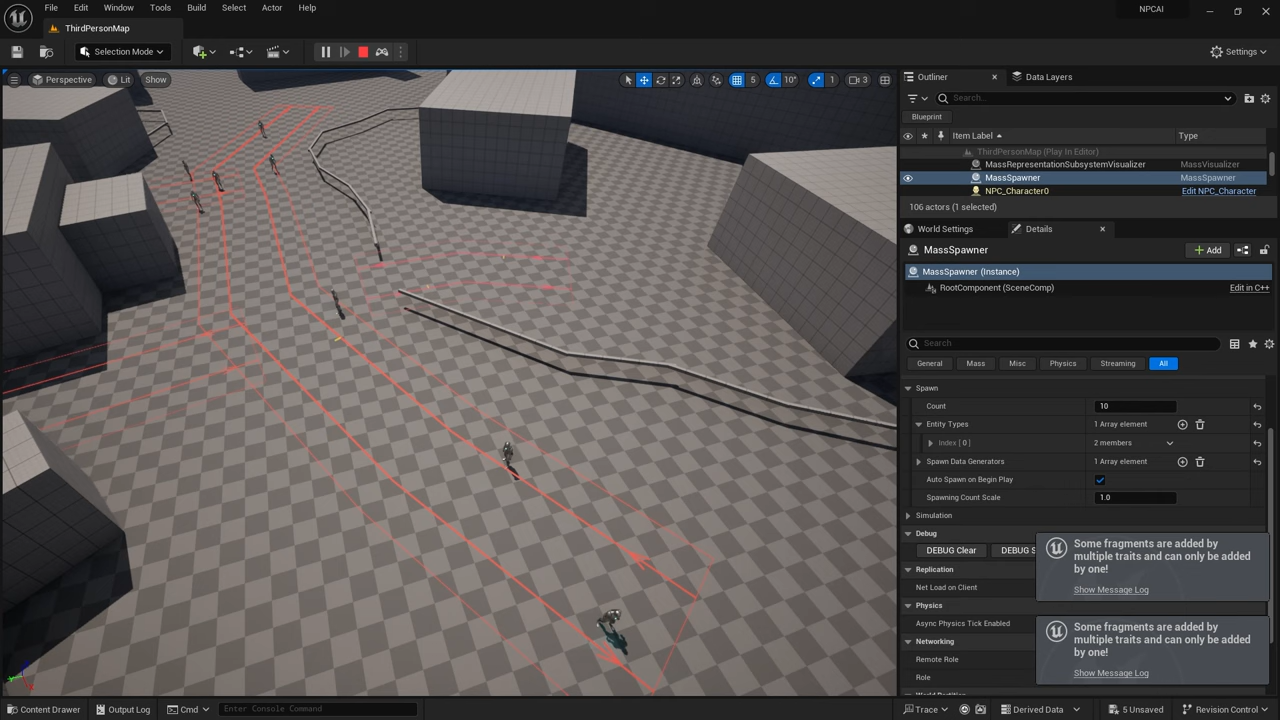 File Edit Window Tools Build Select Actor Help
NPCAI
ThirdPersonMap
Selection Mode
Settings
Perspective
Lit
Show
5
10°
1
3
Outliner
Data Layers
Search...
Blueprint
Item Label
Type
ThirdPersonMap (Play In Editor)
MassRepresentationSubsystemVisualizer
MassVisualizer
MassSpawner
MassSpawner
NPC_Character0
Edit NPC_Character
106 actors (1 selected)
World Settings
Details
MassSpawner
Add
MassSpawner (Instance)
RootComponent (SceneComp)
Edit in C++
Search
General
Mass
Misc
Physics
Streaming
All
Spawn
Count
10
Entity Types
1 Array element
Index [ 0 ]
2 members
Spawn Data Generators
1 Array element
Auto Spawn on Begin Play
Spawning Count Scale
1.0
Simulation
Debug
DEBUG Clear
DEBUG S
Replication
Net Load on Client
Physics
Async Physics Tick Enabled
Networking
Remote Role
Role
Some fragments are added by
multiple traits and can only be added
by one!
Show Message Log
Some fragments are added by
multiple traits and can only be added
by one!
Show Message Log
Content Drawer
Output Log
Cmd
Enter Console Command
Trace
Derived Data
5 Unsaved
Revision Control